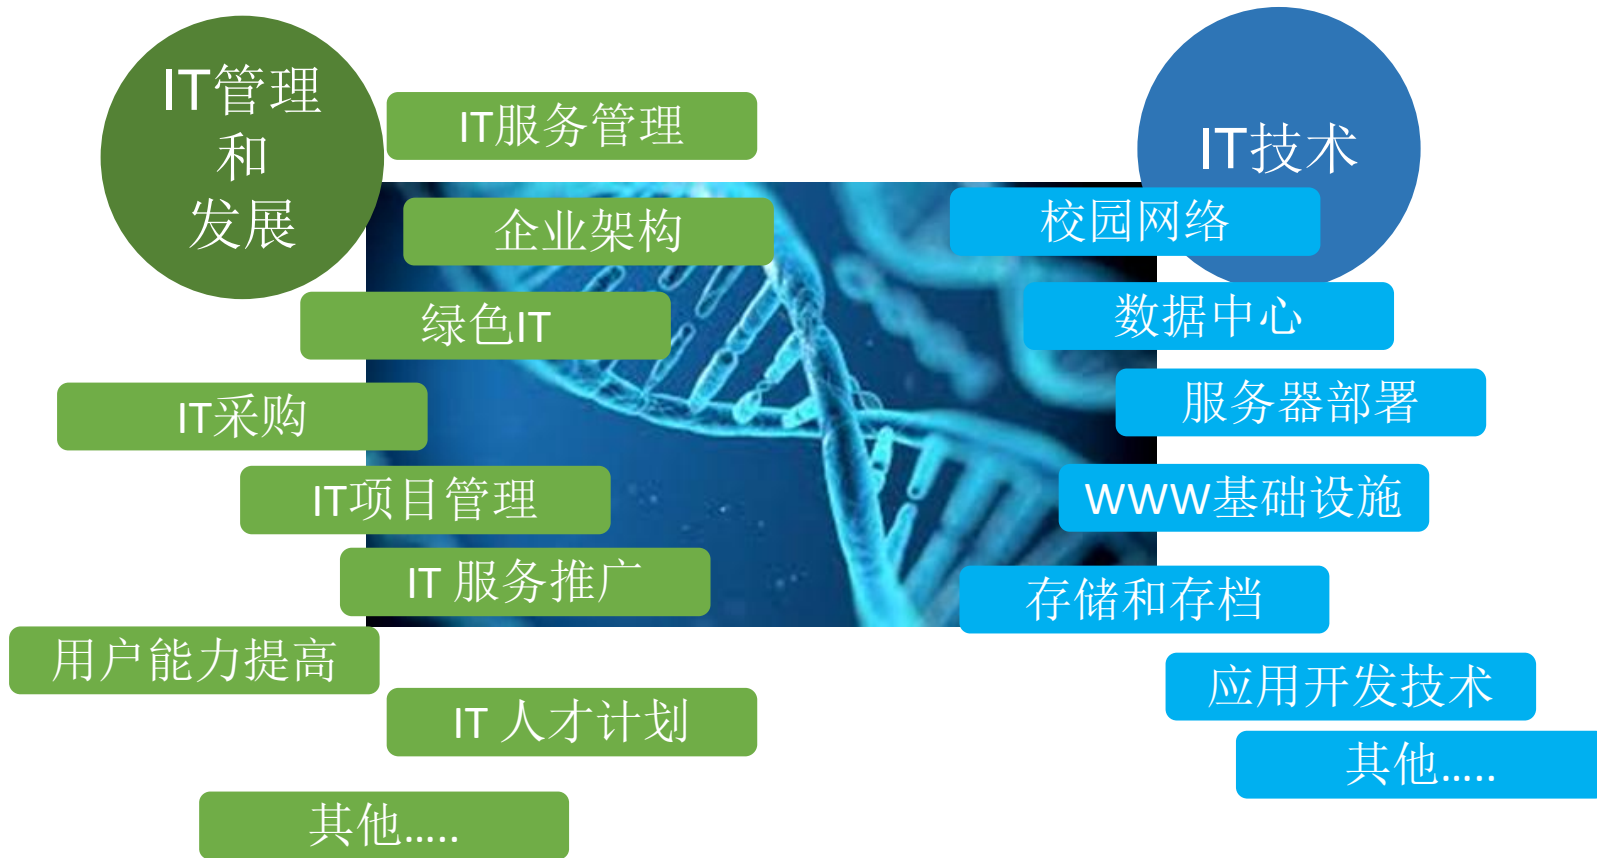 IT管理
和
发展
IT服务管理
企业架构
绿色IT
IT采购
IT项目管理
IT 服务推广
用户能力提高
IT 人才计划
其他.....
IT技术
校园网络
数据中心
服务器部署
WWW基础设施
存储和存档
应用开发技术
其他.....